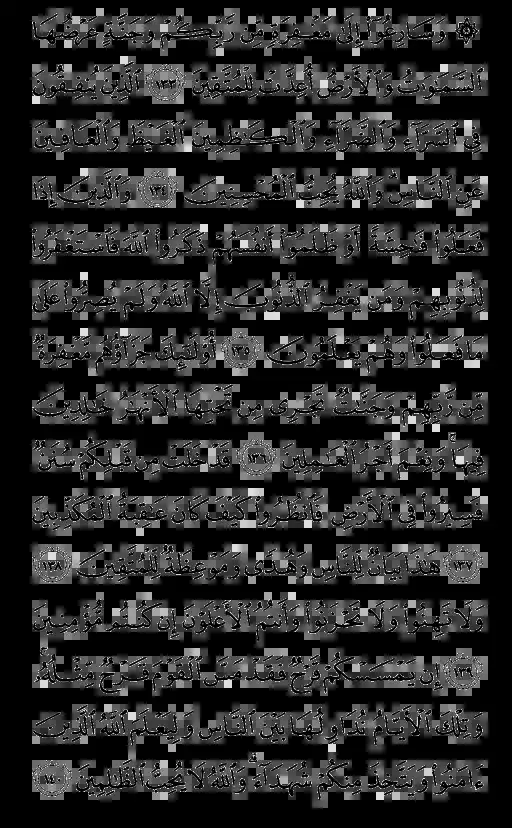 ۞ وَسَارِعُوٓا۟ إِلَىٰ مَغْفِرَةٍ مِّن رَّبِّكُمْ وَجَنَّةٍ عَرْضُهَا
ٱلسَّمَٰوَٰتُ وَٱلْأَرْضُ أُعِدَّتْ لِلْمُتَّقِينَ ١٣٣ ٱلَّذِينَ يُنفِقُونَ
فِى ٱلسَّرَّآءِ وَٱلضَّرَّآءِ وَٱلْكَٰظِمِينَ ٱلْغَيْظَ وَٱلْعَافِينَ
عَنِ ٱلنَّاسِ وَٱللَّهُ يُحِبُّ ٱلْمُحْسِنِينَ ١٣٤ وَٱلَّذِينَ إِذَا
فَعَلُوا۟ فَٰحِشَةً أَوْ ظَلَمُوٓا۟ أَنفُسَهُمْ ذَكَرُوا۟ ٱللَّهَ فَٱسْتَغْفَرُوا۟
لِذُنُوبِهِمْ وَمَن يَغْفِرُ ٱلذُّنُوبَ إِلَّا ٱللَّهُ وَلَمْ يُصِرُّوا۟ عَلَىٰ
مَا فَعَلُوا۟ وَهُمْ يَعْلَمُونَ ١٣٥ أُو۟لَٰٓئِكَ جَزَآؤُهُم مَّغْفِرَةٌ
مِّن رَّبِّهِمْ وَجَنَّٰتٌ تَجْرِى مِن تَحْتِهَا ٱلْأَنْهَٰرُ خَٰلِدِينَ
فِيهَا وَنِعْمَ أَجْرُ ٱلْعَٰمِلِينَ ١٣٦ قَدْ خَلَتْ مِن قَبْلِكُمْ سُنَنٌ
فَسِيرُوا۟ فِى ٱلْأَرْضِ فَٱنظُرُوا۟ كَيْفَ كَانَ عَٰقِبَةُ ٱلْمُكَذِّبِينَ
١٣٧ هَٰذَا بَيَانٌ لِّلنَّاسِ وَهُدًى وَمَوْعِظَةٌ لِّلْمُتَّقِينَ ١٣٨
وَلَا تَهِنُوا۟ وَلَا تَحْزَنُوا۟ وَأَنتُمُ ٱلْأَعْلَوْنَ إِن كُنتُم مُّؤْمِنِينَ
١٣٩ إِن يَمْسَسْكُمْ قَرْحٌ فَقَدْ مَسَّ ٱلْقَوْمَ قَرْحٌ مِّثْلُهُۥ
وَتِلْكَ ٱلْأَيَّامُ نُدَاوِلُهَا بَيْنَ ٱلنَّاسِ وَلِيَعْلَمَ ٱللَّهُ ٱلَّذِينَ
ءَامَنُوا۟ وَيَتَّخِذَ مِنكُمْ شُهَدَآءَ وَٱللَّهُ لَا يُحِبُّ ٱلظَّٰلِمِينَ ١٤٠